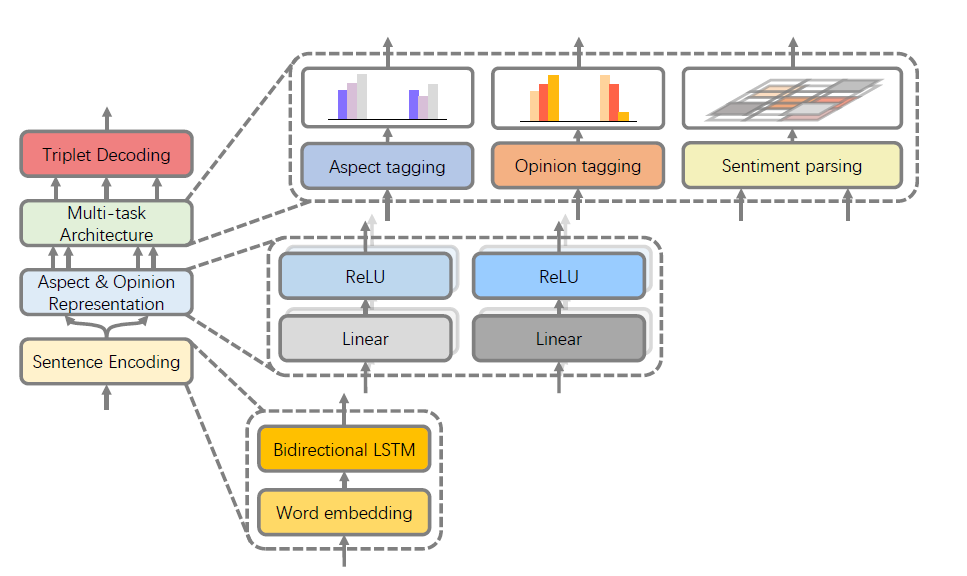 Triplet Decoding
Multi-task
Architecture
Aspect & Opinion
Representation
Sentence Encoding
Aspect tagging
Opinion tagging
Sentiment parsing
ReLU
ReLU
Linear
Linear
Bidirectional LSTM
Word embedding